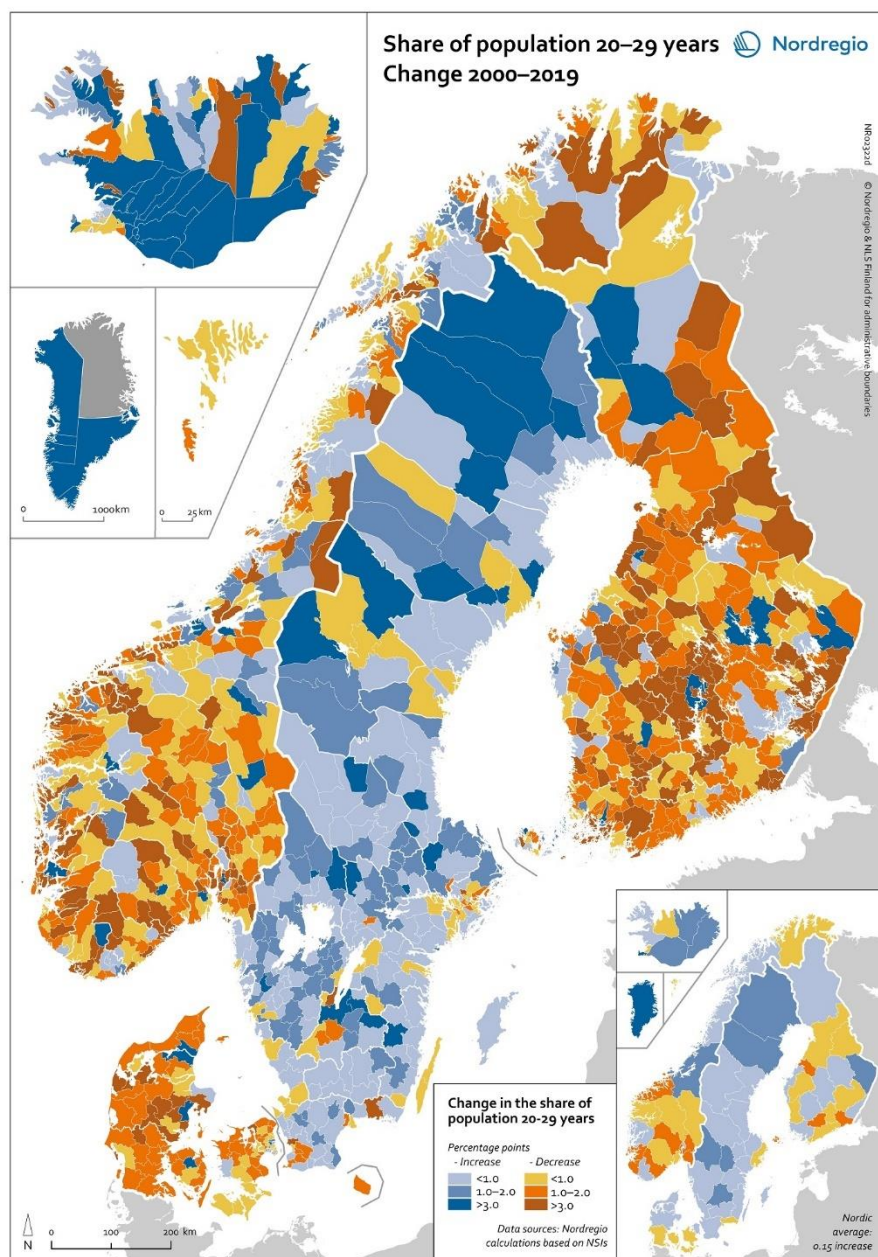 Share of population 20–29 years
Change 2000–2019
Nordregio
NR02322d © Nordregio & NLS Finland for administrative boundaries
0 1000 km
0 25 km
Change in the share of
population 20-29 years
Percentage points
- Increase - Decrease
<1.0 <1.0
1.0–2.0 1.0–2.0
>3.0 >3.0
Data sources: Nordregio
calculations based on NSIs
Nordic
average:
0.15 increase
N
0 100 200 km